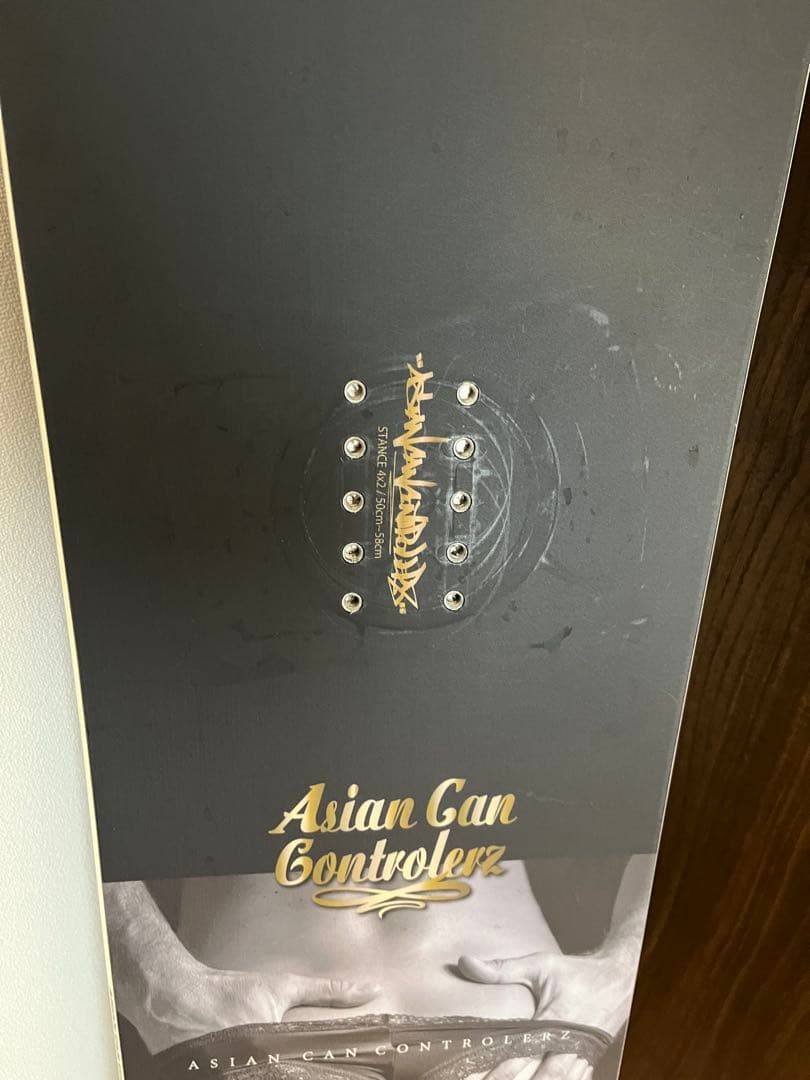 STANCE 4x2 / 50cm~58cm
Asian Can
Controlerz
ASIAN CAN CONTROLERZ